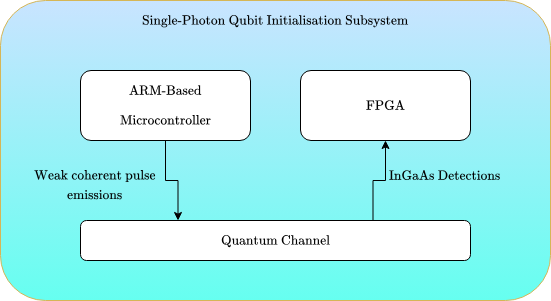 Single-Photon Qubit Initialisation Subsystem
ARM-Based
Microcontroller
FPGA
Weak coherent pulse
emissions
InGaAs Detections
Quantum Channel